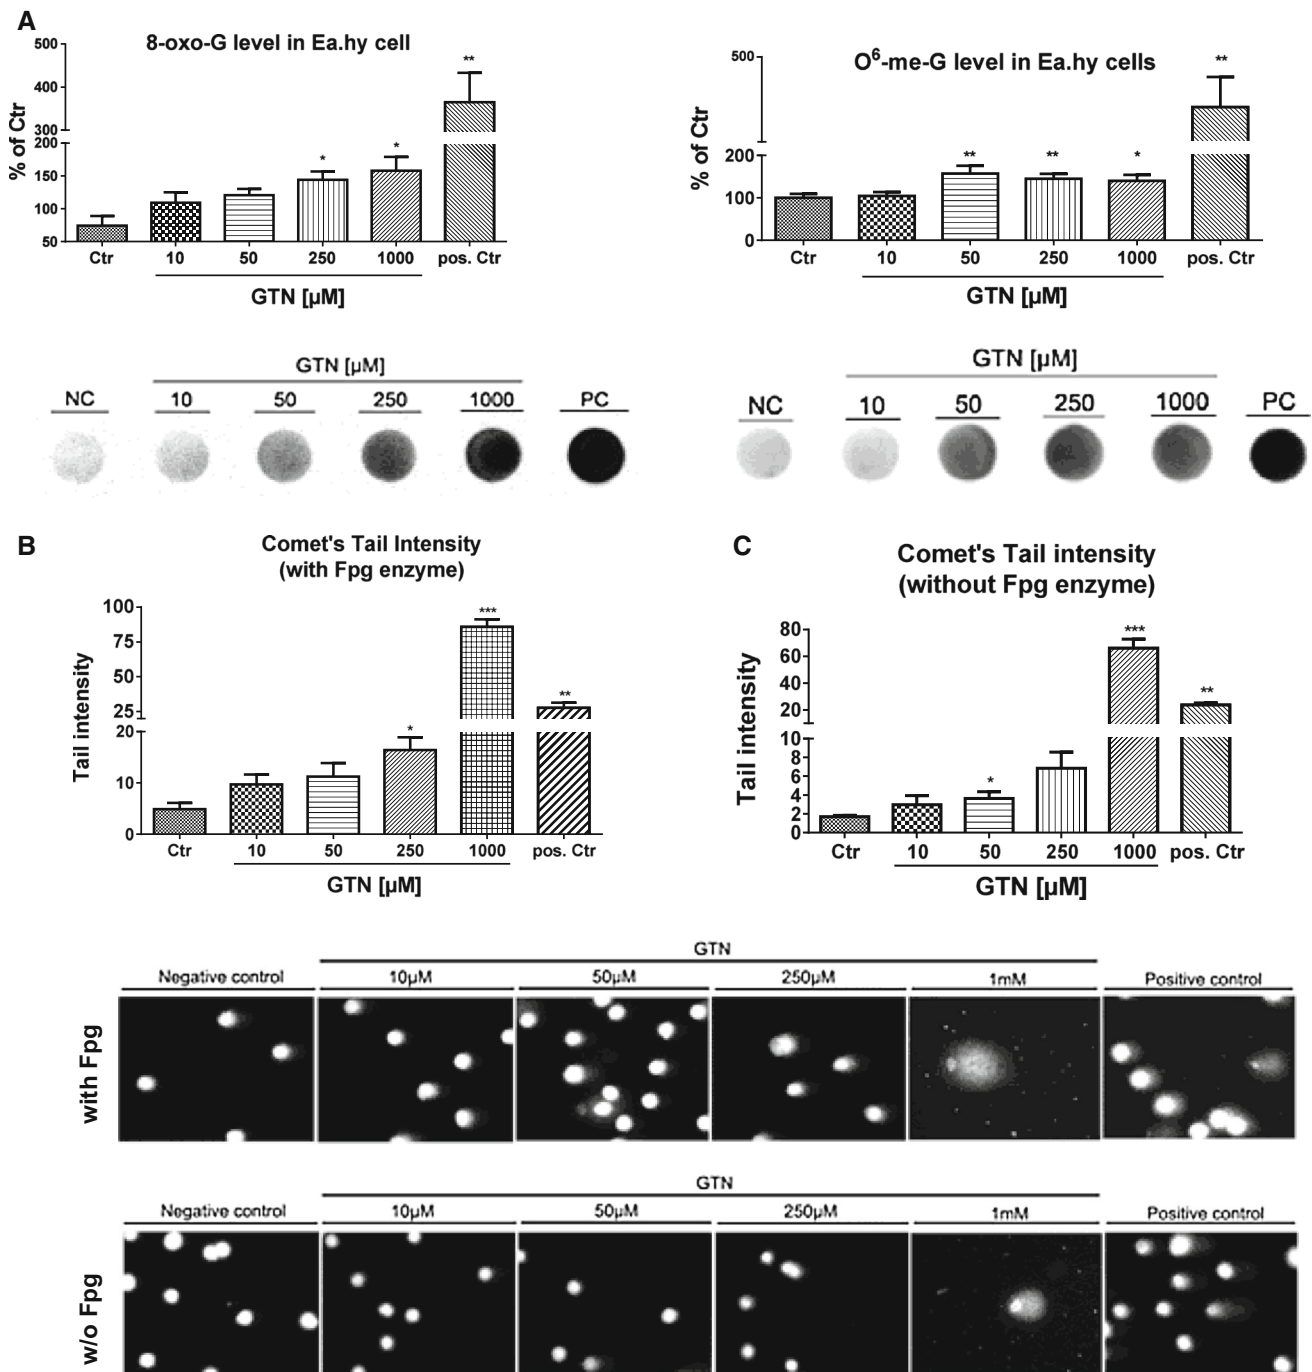 A
8-oxo-G level in Ea.hy cell
% of Ctr
500
400
300
200
150
100
50
* * ** 
Ctr 10 50 250 1000 pos. Ctr
GTN [µM]
O⁶-me-G level in Ea.hy cells
% of Ctr
500
200
100
0
** ** * **
Ctr 10 50 250 1000 pos. Ctr
GTN [µM]
GTN [µM]
NC 10 50 250 1000 PC
GTN [µM]
NC 10 50 250 1000 PC
B
Comet's Tail Intensity
(with Fpg enzyme)
Tail intensity
100
75
50
25
20
10
0
* *** **
Ctr 10 50 250 1000 pos. Ctr
GTN [µM]
C
Comet's Tail intensity
(without Fpg enzyme)
Tail intensity
80
60
40
20
10
8
6
4
2
0
* *** **
Ctr 10 50 250 1000 pos. Ctr
GTN [µM]
GTN
Negative control 10µM 50µM 250µM 1mM Positive control
with Fpg
GTN
Negative control 10µM 50µM 250µM 1mM Positive control
w/o Fpg